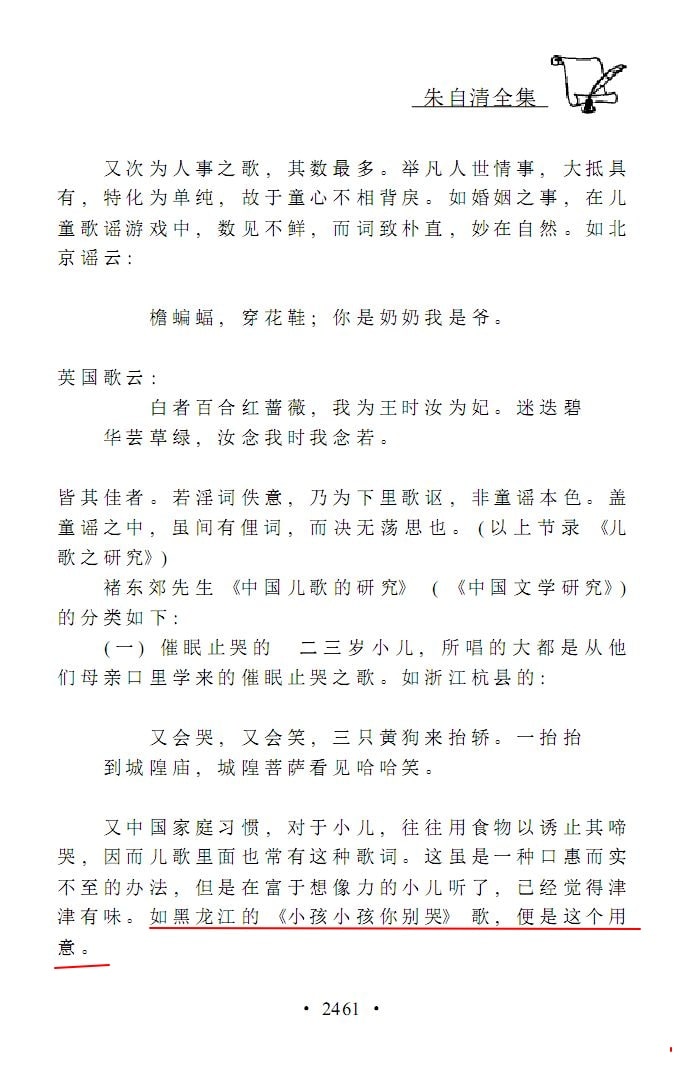 朱自清全集
又次为人事之歌，其数最多。举凡人世情事，大抵具
有，特化为单纯，故于童心不相背戾。如婚姻之事，在儿
童歌谣游戏中，数见不鲜，而词致朴直，妙在自然。如北
京谣云：
檐蝙蝠，穿花鞋；你是奶奶我是爷。
英国歌云：
白者百合红蔷薇，我为王时汝为妃。迷迭碧
华芸草绿，汝念我时我念若。
皆其佳者。若淫词佚意，乃为下里歌讴，非童谣本色。盖
童谣之中，虽间有俚词，而决无荡思也。(以上节录《儿
歌之研究》)
褚东郊先生《中国儿歌的研究》(《中国文学研究》)
的分类如下：
(一) 催眠止哭的　二三岁小儿，所唱的大都是从他
们母亲口里学来的催眠止哭之歌。如浙江杭县的：
又会哭，又会笑，三只黄狗来抬轿。一抬抬
到城隍庙，城隍菩萨看见哈哈笑。
又中国家庭习惯，对于小儿，往往用食物以诱止其啼
哭，因而儿歌里面也常有这种歌词。这虽是一种口惠而实
不至的办法，但是在富于想像力的小儿听了，已经觉得津
津有味。如黑龙江的《小孩小孩你别哭》歌，便是这个用
意。
· 2461 ·